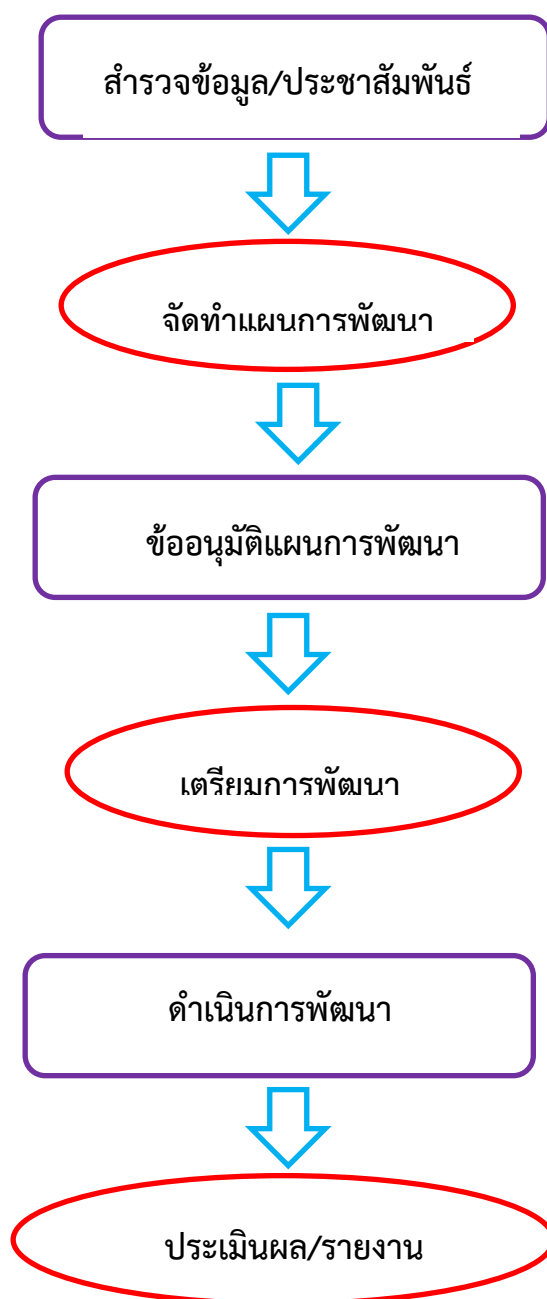 สำรวจข้อมูล/ประชาสัมพันธ์
จัดทำแผนการพัฒนา
ข้ออนุมัติแผนการพัฒนา
เตรียมการพัฒนา
ดำเนินการพัฒนา
ประเมินผล/รายงาน